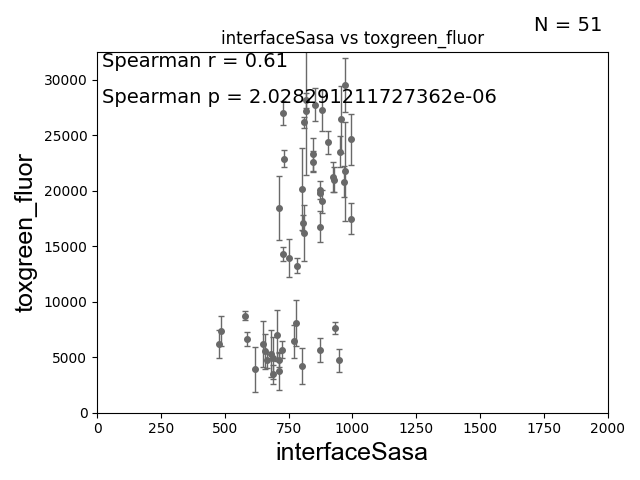 N = 51
interfaceSasa vs toxgreen_fluor
Spearman r = 0.61
Spearman p = 2.028291211727362e-06
toxgreen_fluor
30000
25000
20000
15000
10000
5000
0
0 250 500 750 1000 1250 1500 1750 2000
interfaceSasa